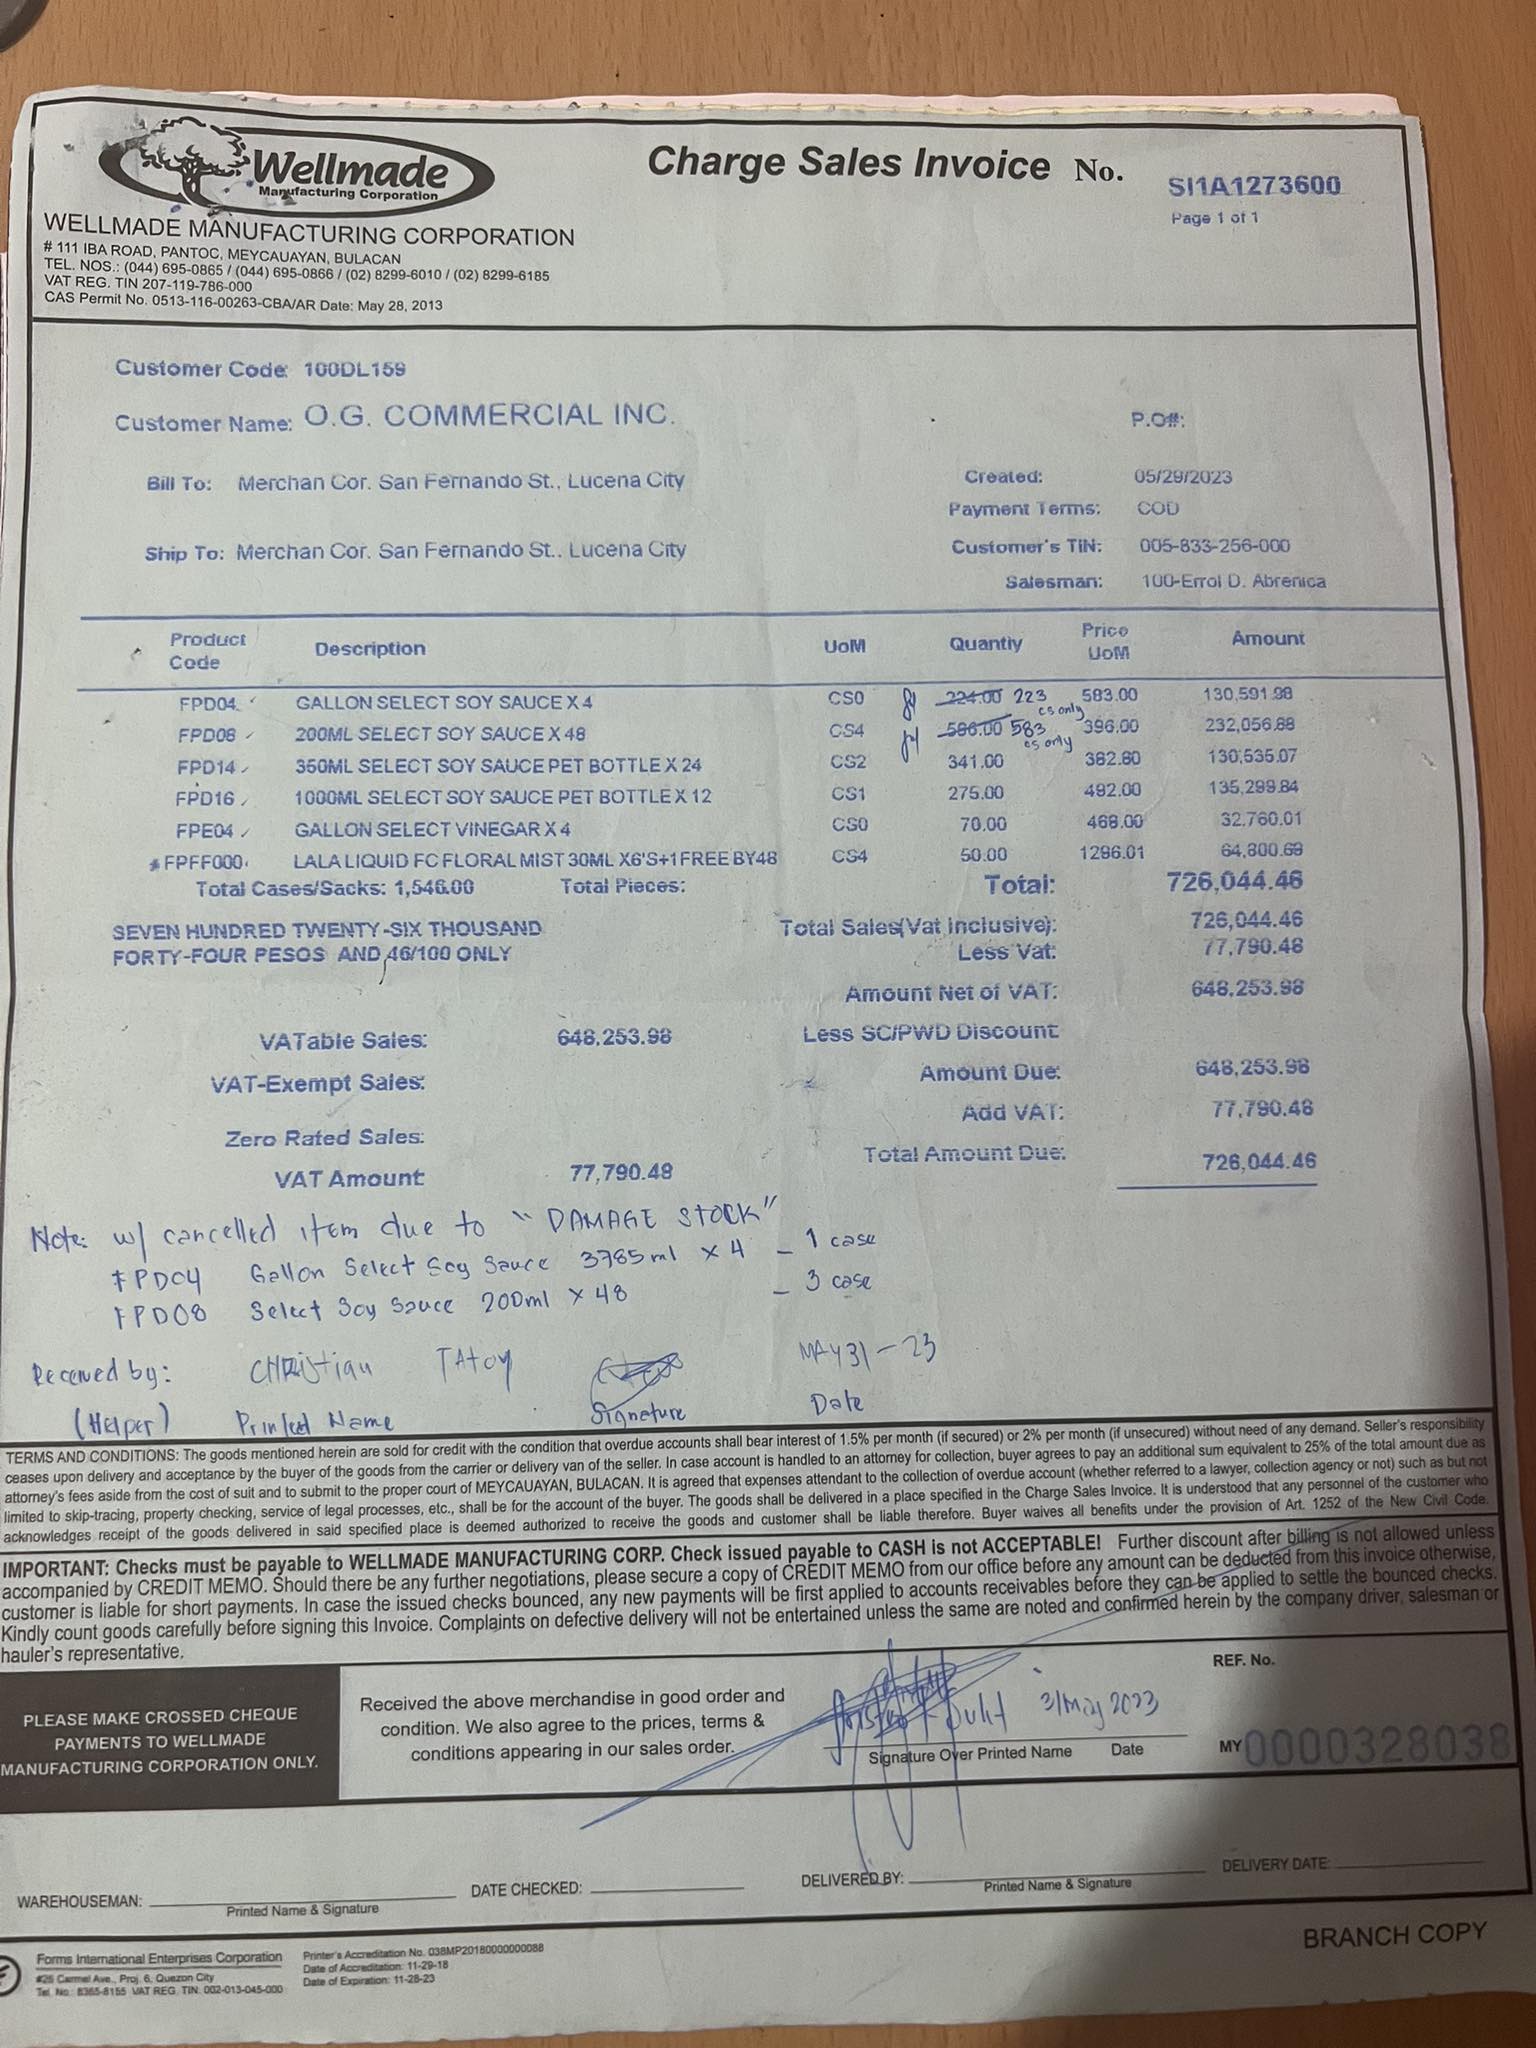 Wellmade
Manufacturing Corporation
Charge Sales Invoice No. SI1A1273600
Page 1 of 1
WELLMADE MANUFACTURING CORPORATION
# 111 IBA ROAD, PANTOC, MEYCAUAYAN, BULACAN
TEL. NOS.: (044) 695-0865 / (044) 695-0866 / (02) 8299-6010 / (02) 8299-6185
VAT REG. TIN 207-119-786-000
CAS Permit No. 0513-116-00263-CBA/AR Date: May 28, 2013
Customer Code: 100DL159
Customer Name: O.G. COMMERCIAL INC.
P.O#:
Bill To: Merchan Cor. San Fernando St., Lucena City
Created: 05/29/2023
Payment Terms: COD
Ship To: Merchan Cor. San Fernando St.. Lucena City
Customer's TIN: 005-833-256-000
Salesman: 100-Errol D. Abrenica
Product Code Description UoM Quantiy Price UoM Amount
FPD04 GALLON SELECT SOY SAUCE X 4 CS0 224.00 223 cs only 583.00 130,591.98
FPD08 200ML SELECT SOY SAUCE X 48 CS4 586.00 583 cs only 396.00 232,056.88
FPD14 350ML SELECT SOY SAUCE PET BOTTLE X 24 CS2 341.00 382.80 130,535.07
FPD16 1000ML SELECT SOY SAUCE PET BOTTLE X 12 CS1 275.00 492.00 135,299.84
FPE04 GALLON SELECT VINEGAR X 4 CS0 70.00 468.00 32,760.01
FPFF000 LALA LIQUID FC FLORAL MIST 30ML X6'S+1 FREE BY48 CS4 50.00 1296.01 64,800.69
Total Cases/Sacks: 1,546.00 Total Pieces: Total: 726,044.46
SEVEN HUNDRED TWENTY-SIX THOUSAND
FORTY-FOUR PESOS AND 46/100 ONLY
Total Sales(Vat Inclusive): 726,044.46
Less Vat: 77,790.48
Amount Net of VAT: 648,253.98
VATable Sales: 648,253.98 Less SC/PWD Discount
VAT-Exempt Sales: Amount Due: 648,253.98
Add VAT: 77,790.48
Zero Rated Sales:
VAT Amount 77,790.48 Total Amount Due: 726,044.46
Note: w/ cancelled item due to "DAMAGE STOCK"
FPD04 Gallon Select Soy Sauce 3785ml x 4 - 1 case
FPD08 Select Soy Sauce 200ml x 48 - 3 case
Received by: CHRistian TAtoy MAY31-23
(Helper) Printed Name Signature Date
TERMS AND CONDITIONS: The goods mentioned herein are sold for credit with the condition that overdue accounts shall bear interest of 1.5% per month (if secured) or 2% per month (if unsecured) without need of any demand. Seller's responsibility
ceases upon delivery and acceptance by the buyer of the goods from the carrier or delivery van of the seller. In case account is handled to an attorney for collection, buyer agrees to pay an additional sum equivalent to 25% of the total amount due as
attorney's fees aside from the cost of suit and to submit to the proper court of MEYCAUAYAN, BULACAN. It is agreed that expenses attendant to the collection of overdue account (whether referred to a lawyer, collection agency or not) such as but not
limited to skip-tracing, property checking, service of legal processes, etc., shall be for the account of the buyer. The goods shall be delivered in a place specified in the Charge Sales Invoice. It is understood that any personnel of the customer who
acknowledges receipt of the goods delivered in said specified place is deemed authorized to receive the goods and customer shall be liable therefore. Buyer waives all benefits under the provision of Art. 1252 of the New Civil Code.
IMPORTANT: Checks must be payable to WELLMADE MANUFACTURING CORP. Check issued payable to CASH is not ACCEPTABLE! Further discount after billing is not allowed unless
accompanied by CREDIT MEMO. Should there be any further negotiations, please secure a copy of CREDIT MEMO from our office before any amount can be deducted from this invoice otherwise,
customer is liable for short payments. In case the issued checks bounced, any new payments will be first applied to accounts receivables before they can be applied to settle the bounced checks.
Kindly count goods carefully before signing this Invoice. Complaints on defective delivery will not be entertained unless the same are noted and confirmed herein by the company driver, salesman or
hauler's representative.
PLEASE MAKE CROSSED CHEQUE
PAYMENTS TO WELLMADE
MANUFACTURING CORPORATION ONLY.
Received the above merchandise in good order and
condition. We also agree to the prices, terms &
conditions appearing in our sales order.
31May 2023
Signature Over Printed Name Date
REF. No.
MY 0000328038
WAREHOUSEMAN: DATE CHECKED: DELIVERED BY: DELIVERY DATE:
Printed Name & Signature Printed Name & Signature
Forms International Enterprises Corporation
#25 Carmel Ave., Proj. 6, Quezon City
Tel. No.: 8365-8155 VAT REG. TIN: 002-013-045-000
Printer's Accreditation No. 038MP20180000000088
Date of Accreditation: 11-29-18
Date of Expiration: 11-28-23
BRANCH COPY